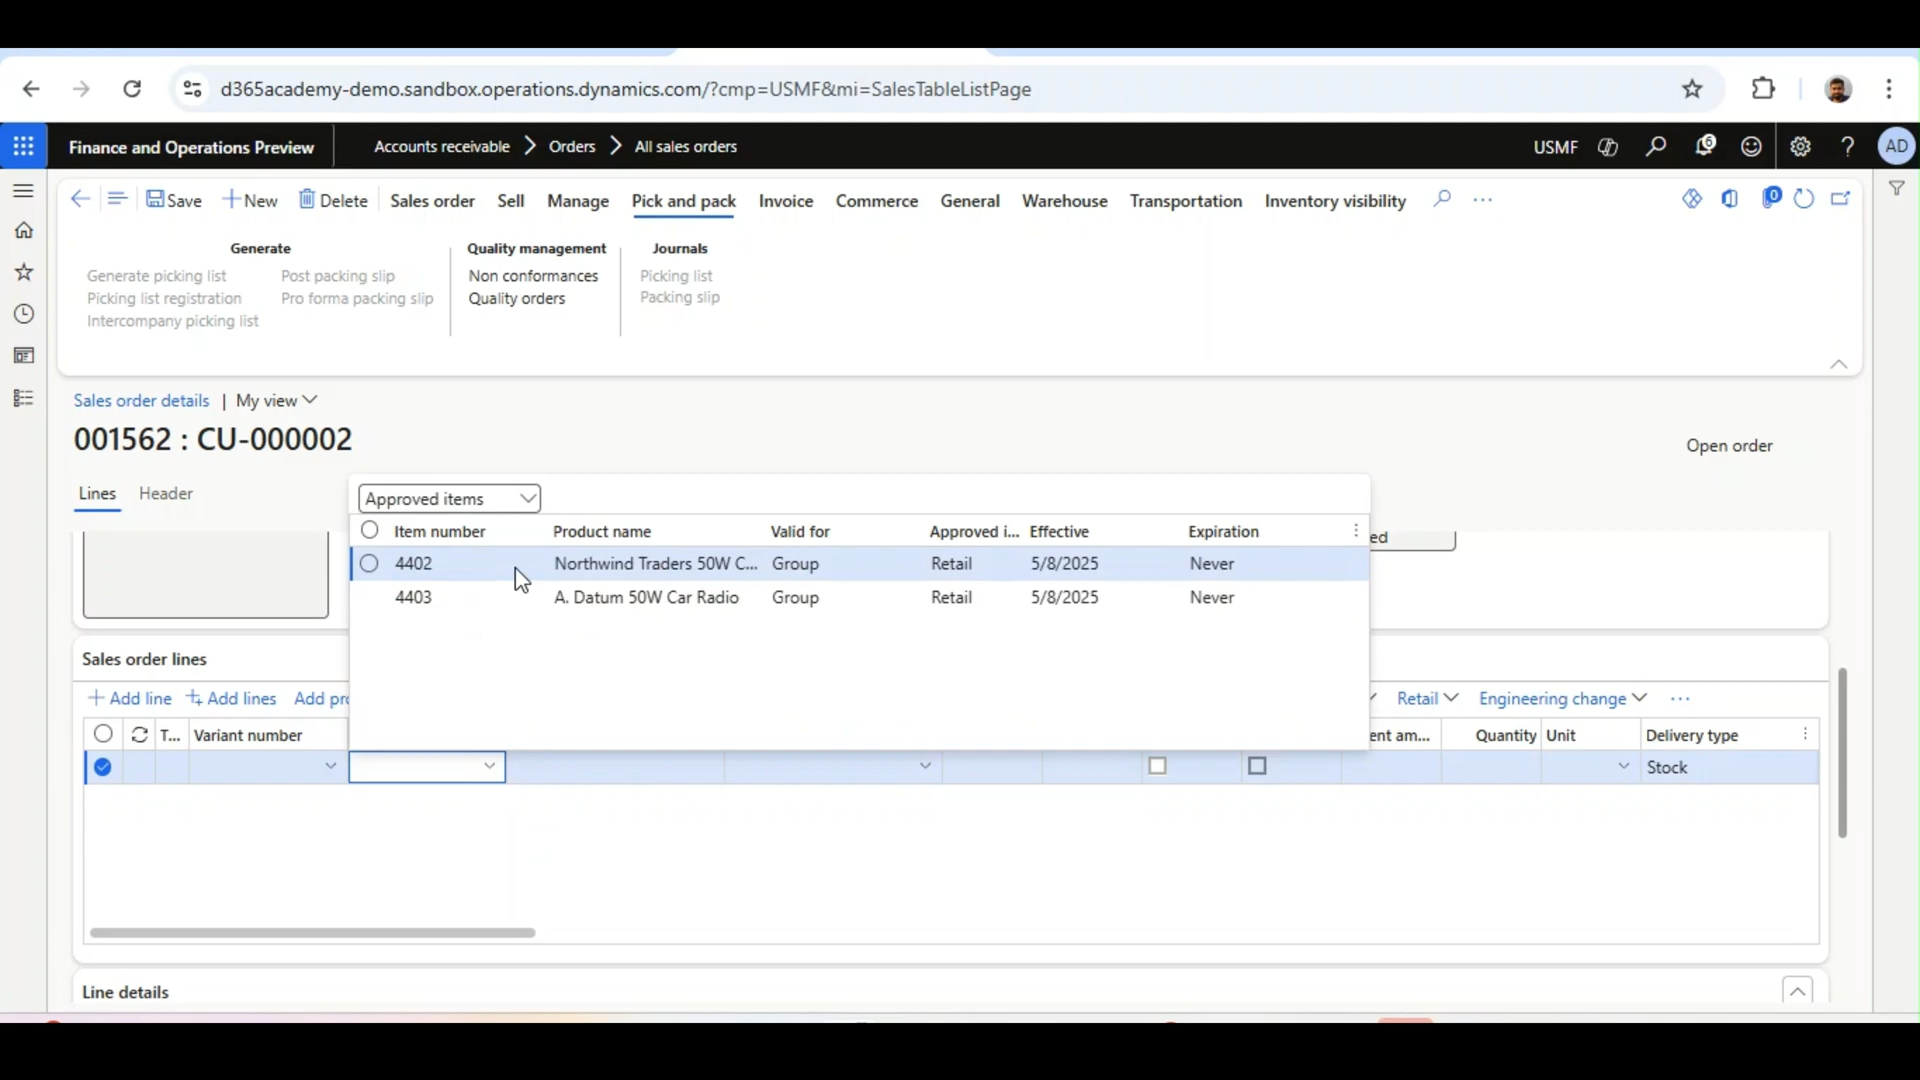 d365academy-demo.sandbox.operations.dynamics.com/?cmp=USMF&mi=SalesTableListPage
Finance and Operations Preview
Accounts receivable > Orders > All sales orders
USMF
6
?
AD
Save + New Delete Sales order Sell Manage Pick and pack Invoice Commerce General Warehouse Transportation Inventory visibility ...
0
Generate
Generate picking list Post packing slip
Picking list registration Pro forma packing slip
Intercompany picking list
Quality management
Non conformances
Quality orders
Journals
Picking list
Packing slip
Sales order details | My view
001562 : CU-000002
Open order
Lines Header
Approved items
Item number Product name Valid for Approved i... Effective Expiration
ed
4402 Northwind Traders 50W C... Group Retail 5/8/2025 Never
4403 A. Datum 50W Car Radio Group Retail 5/8/2025 Never
Sales order lines
+ Add line Add lines Add pro Retail Engineering change ...
T... Variant number ent am... Quantity Unit Delivery type
Stock
Line details